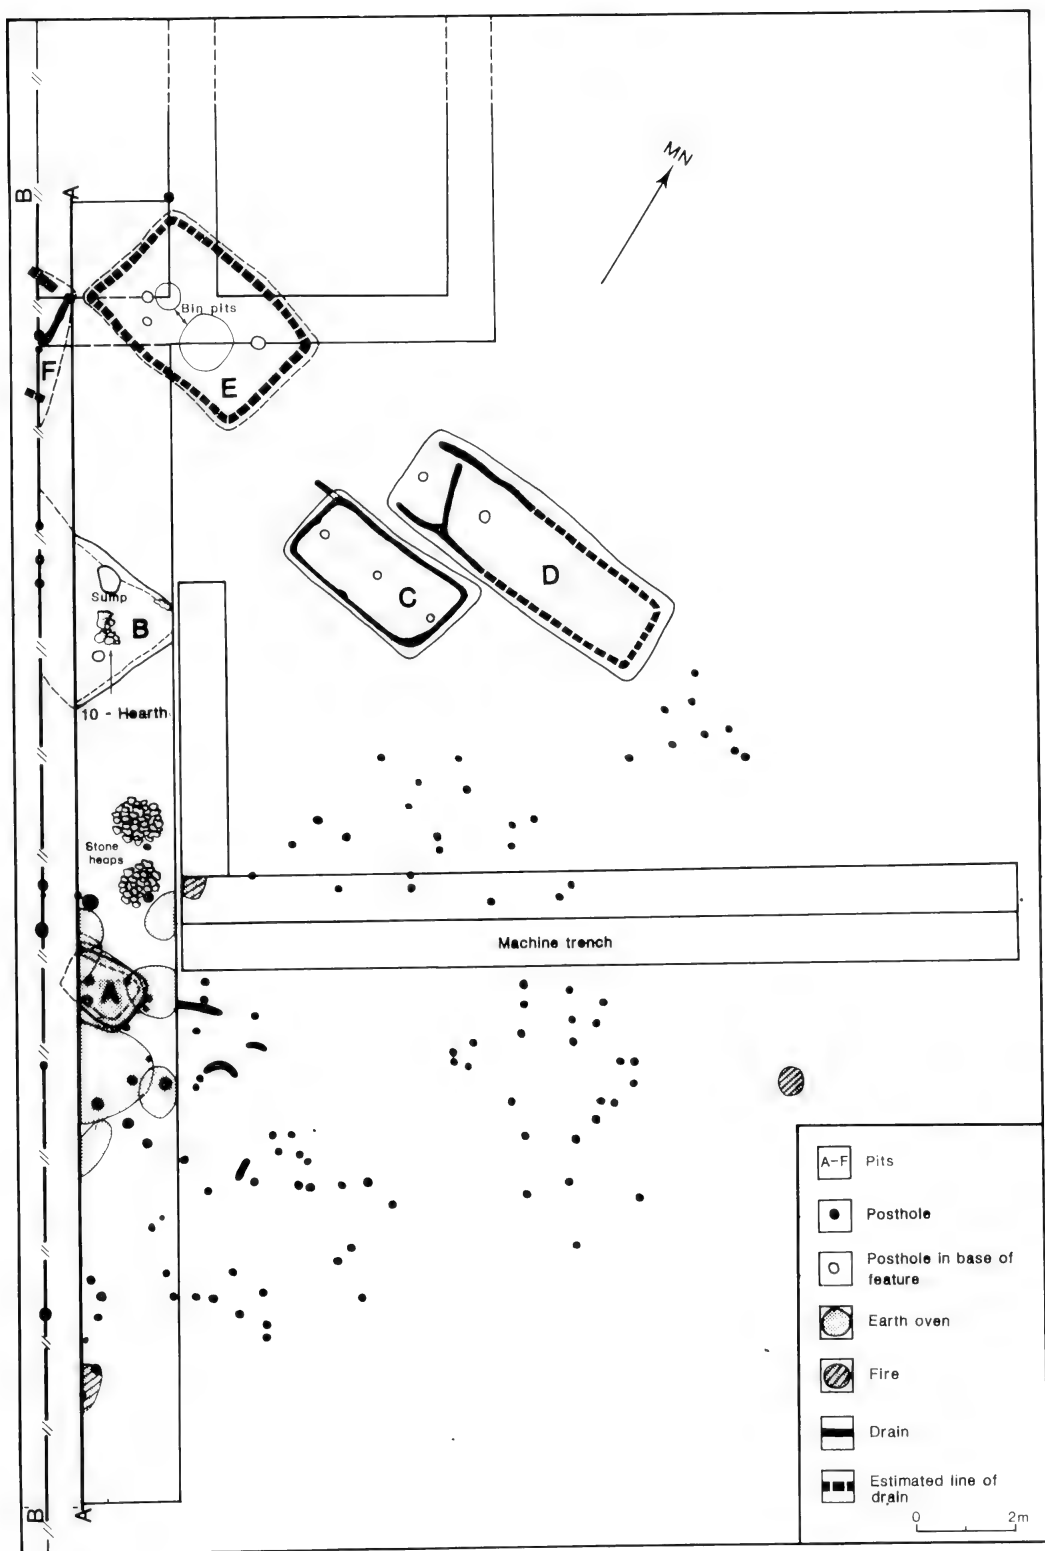 MN
B
A
Bin pits
F
E
D
C
Sump
B
10 - Hearth
Stone
heaps
Machine trench
A
A-F Pits
Posthole
Posthole in base of
feature
Earth oven
Fire
Drain
Estimated line of
drain
0 2m
B'
A'